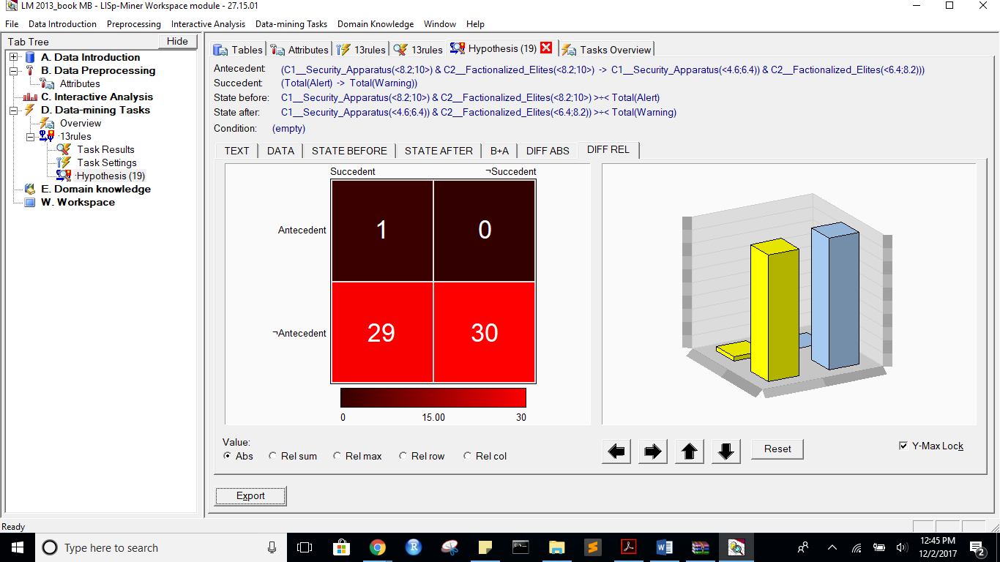 LM 2013_book MB - LISp-Miner Workspace module - 27.15.01
File Data Introduction Preprocessing Interactive Analysis Data-mining Tasks Domain Knowledge Window Help
Tab Tree Hide
A. Data Introduction
B. Data Preprocessing
Attributes
C. Interactive Analysis
D. Data-mining Tasks
Overview
·13rules
Task Results
Task Settings
·Hypothesis (19)
E. Domain knowledge
W. Workspace
Tables Attributes 13rules 13rules Hypothesis (19) Tasks Overview
Antecedent: (C1__Security_Apparatus(<8.2;10>) & C2__Factionalized_Elites(<8.2;10>) -> C1__Security_Apparatus(<4.6;6.4)) & C2__Factionalized_Elites(<6.4;8.2)))
Succedent: (Total(Alert) -> Total(Warning))
State before: C1__Security_Apparatus(<8.2;10>) & C2__Factionalized_Elites(<8.2;10>) >÷< Total(Alert)
State after: C1__Security_Apparatus(<4.6;6.4)) & C2__Factionalized_Elites(<6.4;8.2)) >÷< Total(Warning)
Condition: (empty)
TEXT DATA STATE BEFORE STATE AFTER B+A DIFF ABS DIFF REL
Succedent ¬Succedent
Antecedent 1 0
¬Antecedent 29 30
0 15.00 30
Value:
Abs Rel sum Rel max Rel row Rel col
Reset
Y-Max Lock
Export
Ready
Type here to search
12:45 PM
12/2/2017
2